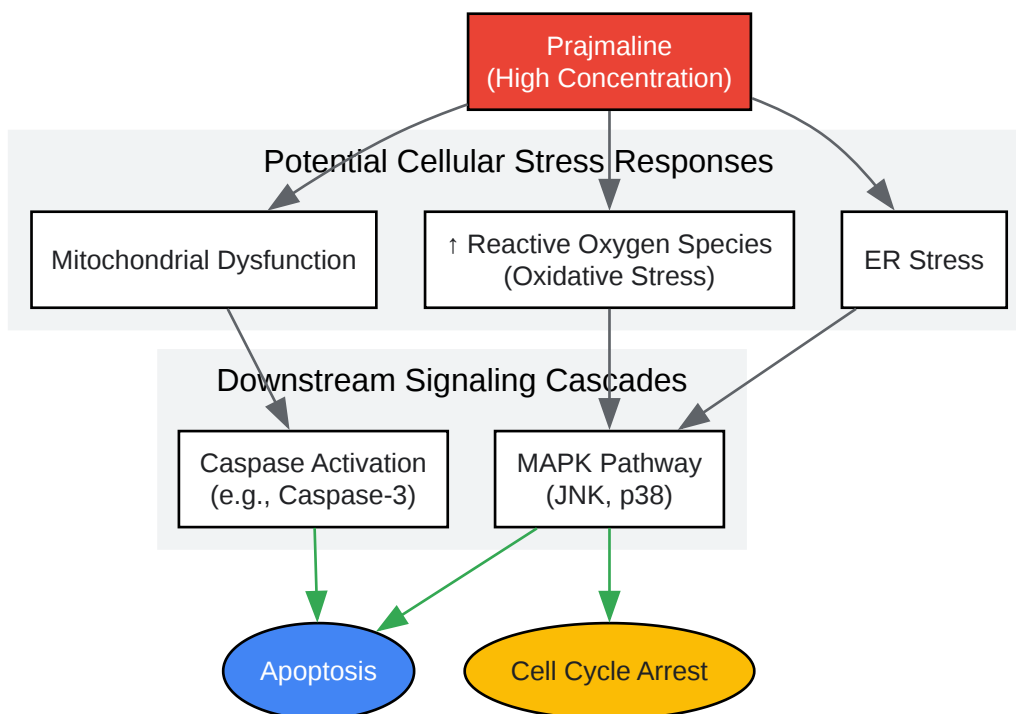 Prajmaline
(High Concentration)
Potential Cellular Stress Responses
Mitochondrial Dysfunction
↑ Reactive Oxygen Species
(Oxidative Stress)
ER Stress
Downstream Signaling Cascades
Caspase Activation
(e.g., Caspase-3)
MAPK Pathway
(JNK, p38)
Apoptosis
Cell Cycle Arrest